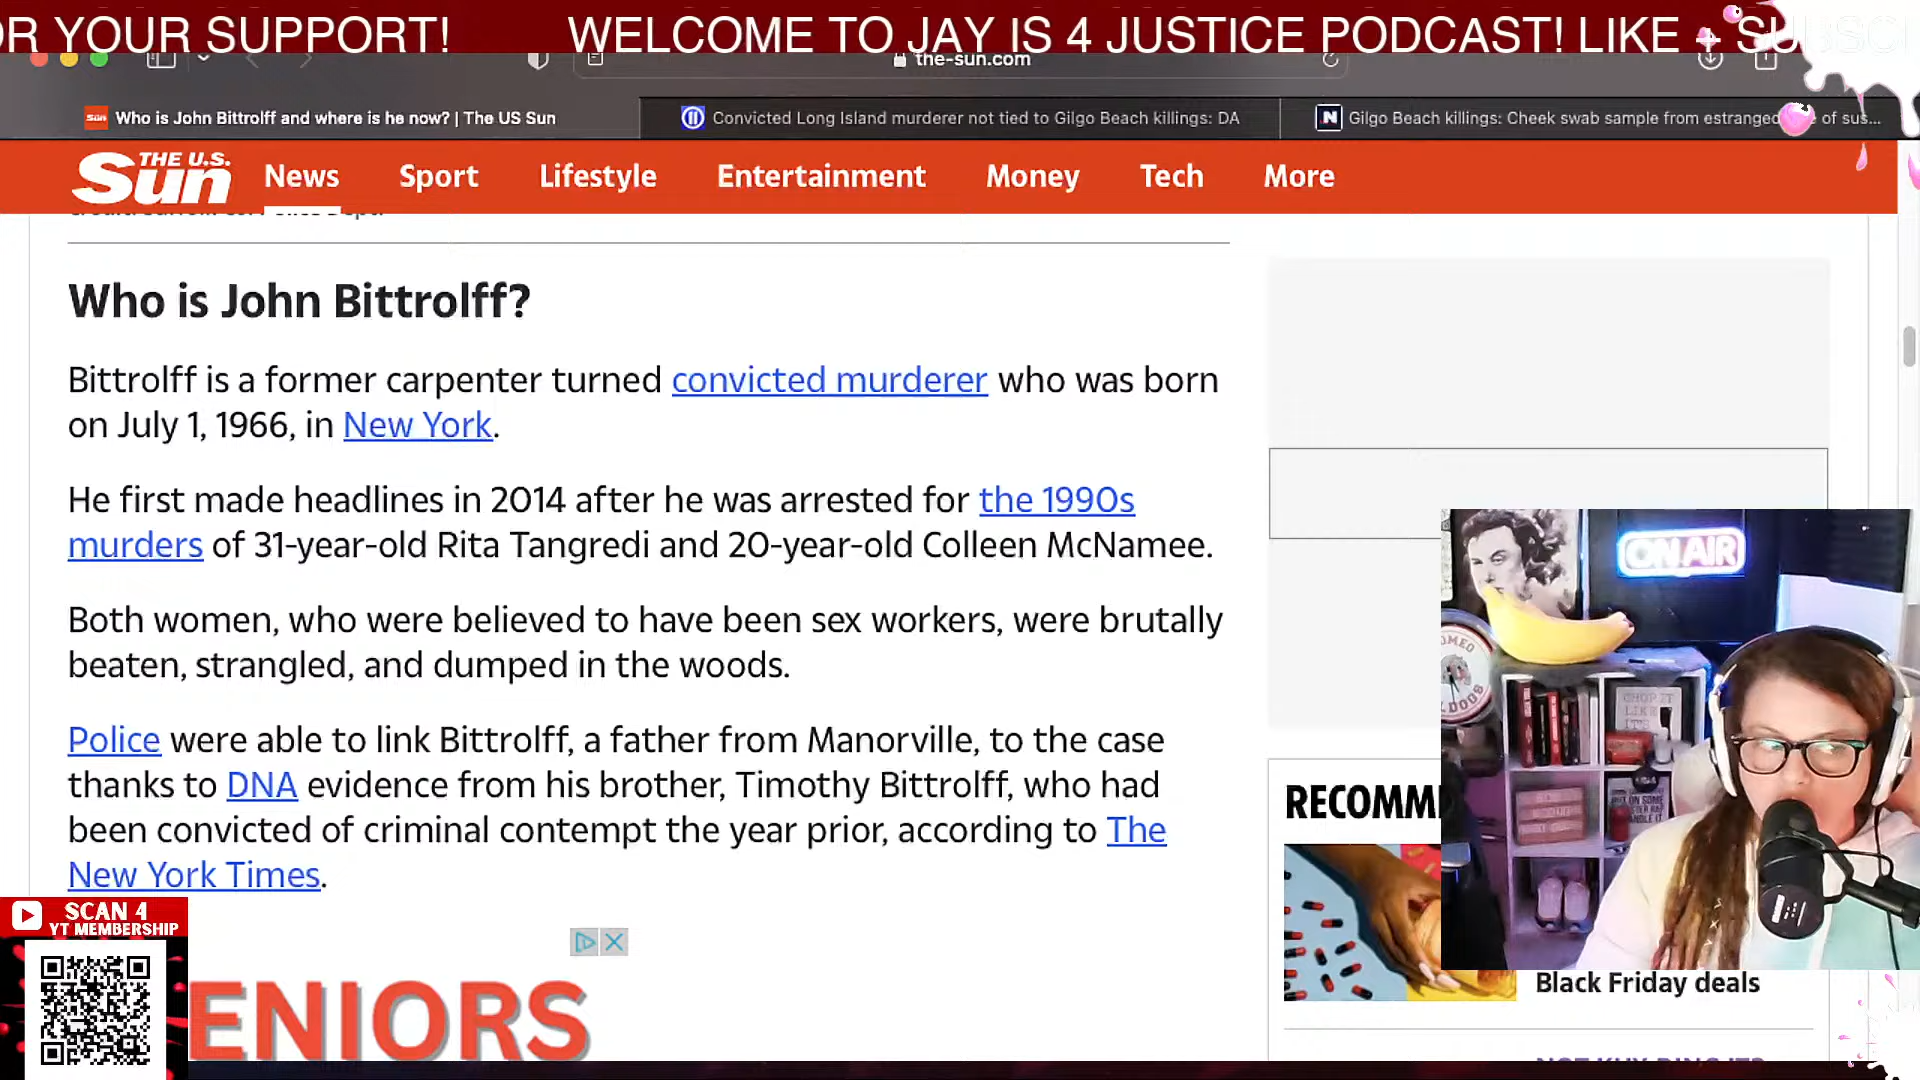 OR YOUR SUPPORT! WELCOME TO JAY IS 4 JUSTICE PODCAST! LIKE + SUBSC
the-sun.com
Sun Who is John Bittrolff and where is he now? | The US Sun
Convicted Long Island murderer not tied to Gilgo Beach killings: DA
N Gilgo Beach killings: Cheek swab sample from estranged of sus...
THE U.S.
Sun News Sport Lifestyle Entertainment Money Tech More
Who is John Bittrolff?
Bittrolff is a former carpenter turned convicted murderer who was born
on July 1, 1966, in New York.
He first made headlines in 2014 after he was arrested for the 1990s
murders of 31-year-old Rita Tangredi and 20-year-old Colleen McNamee.
Both women, who were believed to have been sex workers, were brutally
beaten, strangled, and dumped in the woods.
Police were able to link Bittrolff, a father from Manorville, to the case
thanks to DNA evidence from his brother, Timothy Bittrolff, who had
been convicted of criminal contempt the year prior, according to The
New York Times.
SCAN 4
YT MEMBERSHIP
ENIORS
ON AIR
CHOP IT
LIKE
IT'S
RECOMM
Black Friday deals